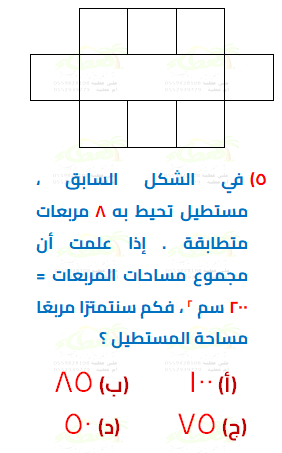 ٥) في الشكل السابق ،
مستطيل تحيط به ٨ مربعات
متطابقة . إذا علمت أن
مجموع مساحات المربعات =
٢٠٠ سم ٢ ، فكم سنتمترًا مربعًا
مساحة المستطيل ؟
(أ) ١٠٠ (ب) ٨٥
(ج) ٧٥ (د) ٥٠